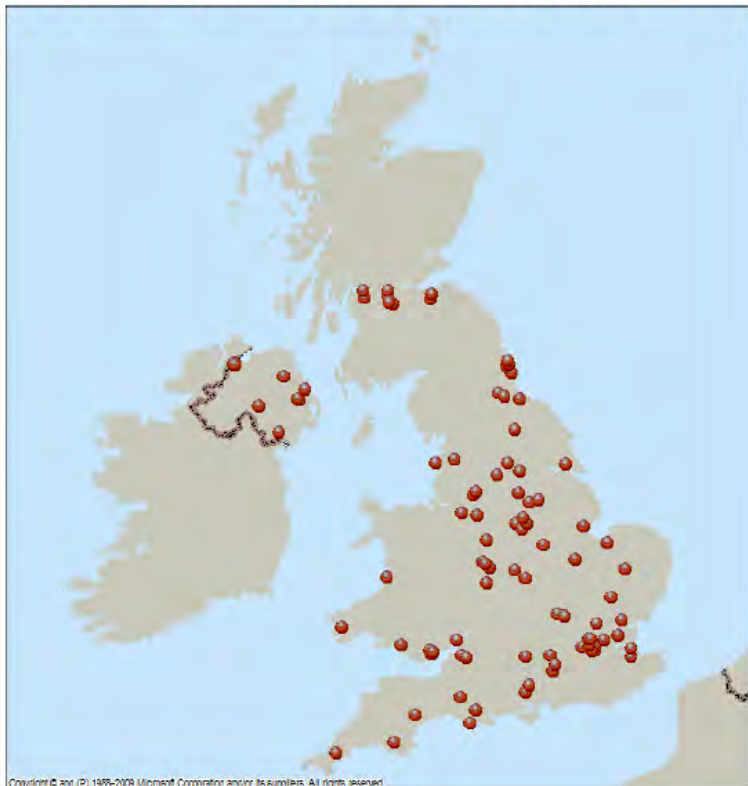 Copyright © and (P) 1988–2009 Microsoft Corporation and/or its suppliers. All rights reserved.